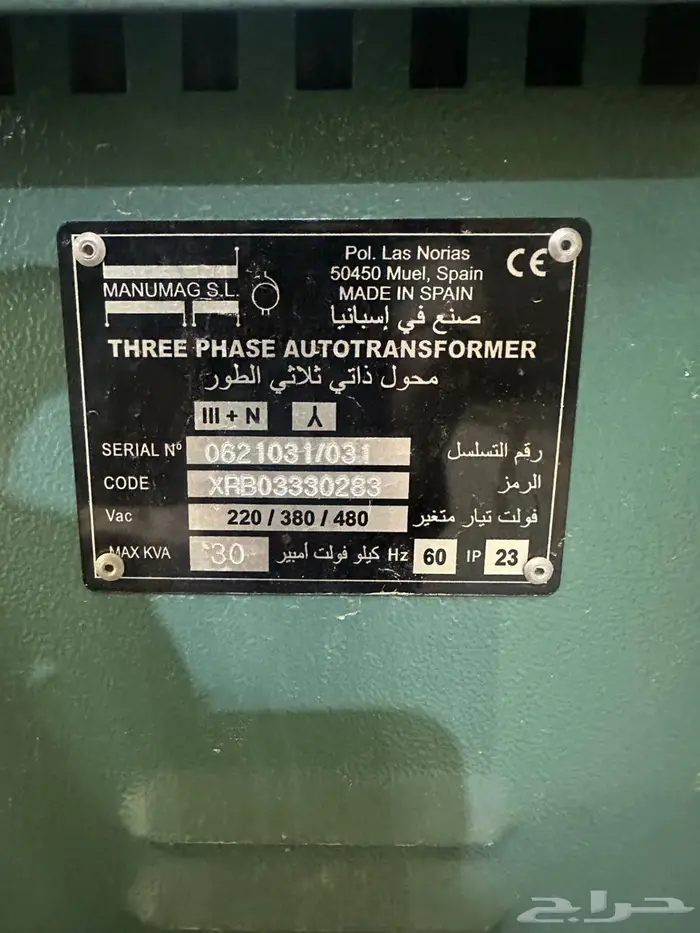 Pol. Las Norias
50450 Muel, Spain
MADE IN SPAIN
صنع في إسبانيا
CE
MANUMAG S.L.
THREE PHASE AUTOTRANSFORMER
محول ذاتي ثلاثي الطور
III + N
SERIAL Nº 0621031/031 رقم التسلسل
CODE XRB03330283 الرمز
Vac 220 / 380 / 480 فولت تيار متغير
MAX KVA 30 كيلو فولت أمبير Hz 60 IP 23
حراج